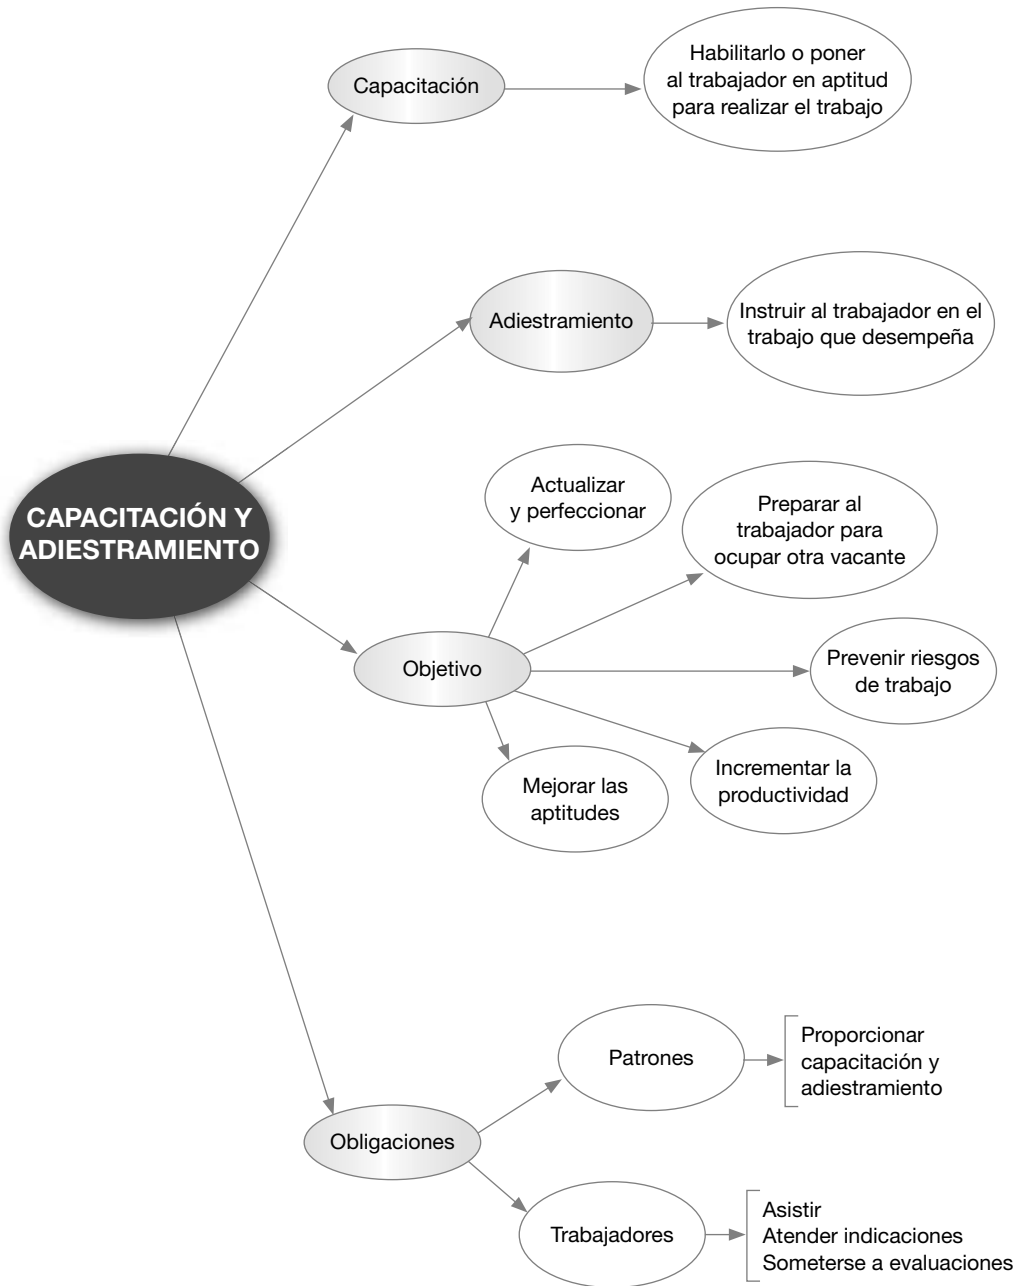 Capacitación
Habilitarlo o poner
al trabajador en aptitud
para realizar el trabajo
Adiestramiento
Instruir al trabajador en el
trabajo que desempeña
CAPACITACIÓN Y
ADIESTRAMIENTO
Actualizar
y perfeccionar
Preparar al
trabajador para
ocupar otra vacante
Objetivo
Prevenir riesgos
de trabajo
Mejorar las
aptitudes
Incrementar la
productividad
Obligaciones
Patrones
Proporcionar
capacitación y
adiestramiento
Trabajadores
Asistir
Atender indicaciones
Someterse a evaluaciones